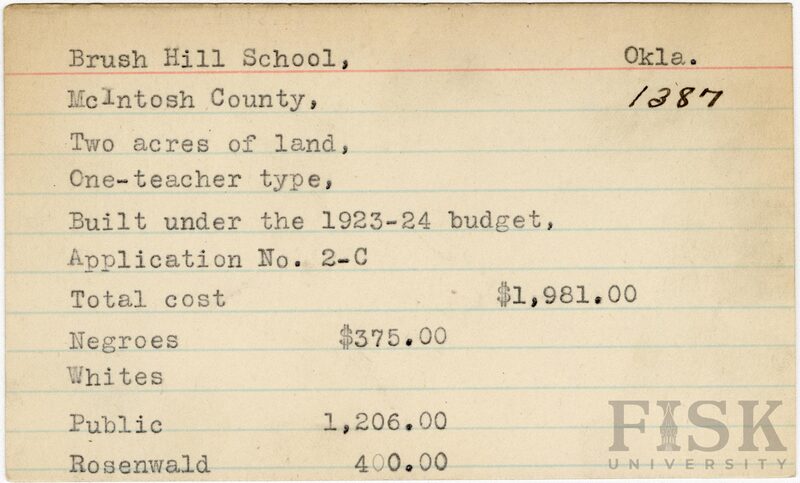 Brush Hill School, Okla.
McIntosh County, 1387
Two acres of land,
One-teacher type,
Built under the 1923-24 budget,
Application No. 2-C
Total cost $1,981.00
Negroes $375.00
Whites
Public 1,206.00
Rosenwald 400.00
FISK
UNIVERSITY